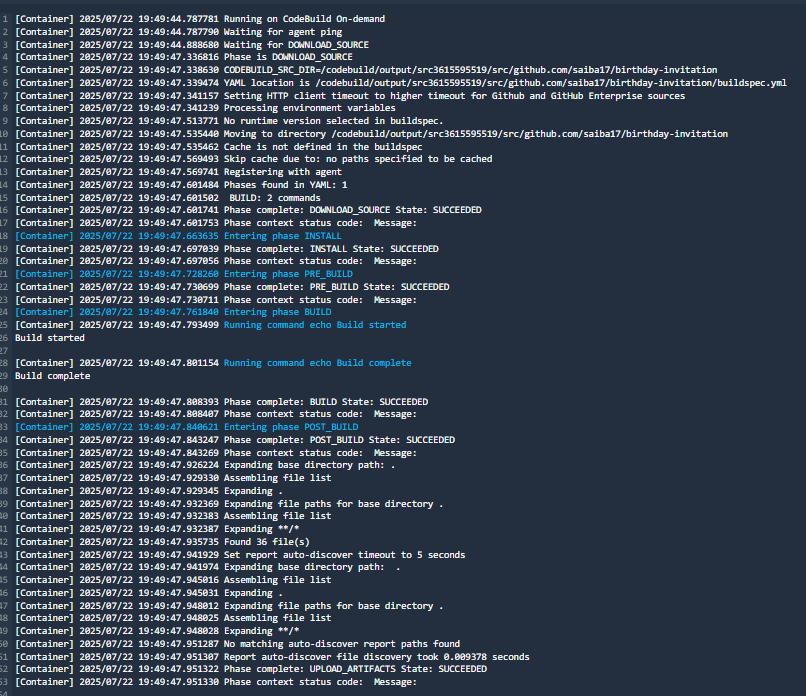 1 [Container] 2025/07/22 19:49:44.787781 Running on CodeBuild On-demand
2 [Container] 2025/07/22 19:49:44.787790 Waiting for agent ping
3 [Container] 2025/07/22 19:49:44.888680 Waiting for DOWNLOAD_SOURCE
4 [Container] 2025/07/22 19:49:47.336816 Phase is DOWNLOAD_SOURCE
5 [Container] 2025/07/22 19:49:47.338630 CODEBUILD_SRC_DIR=/codebuild/output/src3615595519/src/github.com/saiba17/birthday-invitation
6 [Container] 2025/07/22 19:49:47.339474 YAML location is /codebuild/output/src3615595519/src/github.com/saiba17/birthday-invitation/buildspec.yml
7 [Container] 2025/07/22 19:49:47.341157 Setting HTTP client timeout to higher timeout for Github and GitHub Enterprise sources
8 [Container] 2025/07/22 19:49:47.341239 Processing environment variables
9 [Container] 2025/07/22 19:49:47.513771 No runtime version selected in buildspec.
10 [Container] 2025/07/22 19:49:47.535440 Moving to directory /codebuild/output/src3615595519/src/github.com/saiba17/birthday-invitation
11 [Container] 2025/07/22 19:49:47.535462 Cache is not defined in the buildspec
12 [Container] 2025/07/22 19:49:47.569493 Skip cache due to: no paths specified to be cached
13 [Container] 2025/07/22 19:49:47.569741 Registering with agent
14 [Container] 2025/07/22 19:49:47.601484 Phases found in YAML: 1
15 [Container] 2025/07/22 19:49:47.601502  BUILD: 2 commands
16 [Container] 2025/07/22 19:49:47.601741 Phase complete: DOWNLOAD_SOURCE State: SUCCEEDED
17 [Container] 2025/07/22 19:49:47.601753 Phase context status code:  Message:
18 [Container] 2025/07/22 19:49:47.663635 Entering phase INSTALL
19 [Container] 2025/07/22 19:49:47.697039 Phase complete: INSTALL State: SUCCEEDED
20 [Container] 2025/07/22 19:49:47.697056 Phase context status code:  Message:
21 [Container] 2025/07/22 19:49:47.728260 Entering phase PRE_BUILD
22 [Container] 2025/07/22 19:49:47.730699 Phase complete: PRE_BUILD State: SUCCEEDED
23 [Container] 2025/07/22 19:49:47.730711 Phase context status code:  Message:
24 [Container] 2025/07/22 19:49:47.761840 Entering phase BUILD
25 [Container] 2025/07/22 19:49:47.793499 Running command echo Build started
26 Build started
27
28 [Container] 2025/07/22 19:49:47.801154 Running command echo Build complete
29 Build complete
30
31 [Container] 2025/07/22 19:49:47.808393 Phase complete: BUILD State: SUCCEEDED
32 [Container] 2025/07/22 19:49:47.808407 Phase context status code:  Message:
33 [Container] 2025/07/22 19:49:47.840621 Entering phase POST_BUILD
34 [Container] 2025/07/22 19:49:47.843247 Phase complete: POST_BUILD State: SUCCEEDED
35 [Container] 2025/07/22 19:49:47.843269 Phase context status code:  Message:
36 [Container] 2025/07/22 19:49:47.926224 Expanding base directory path: .
37 [Container] 2025/07/22 19:49:47.929330 Assembling file list
38 [Container] 2025/07/22 19:49:47.929345 Expanding .
39 [Container] 2025/07/22 19:49:47.932369 Expanding file paths for base directory .
40 [Container] 2025/07/22 19:49:47.932383 Assembling file list
41 [Container] 2025/07/22 19:49:47.932387 Expanding **/*
42 [Container] 2025/07/22 19:49:47.935735 Found 36 file(s)
43 [Container] 2025/07/22 19:49:47.941929 Set report auto-discover timeout to 5 seconds
44 [Container] 2025/07/22 19:49:47.941974 Expanding base directory path:  .
45 [Container] 2025/07/22 19:49:47.945016 Assembling file list
46 [Container] 2025/07/22 19:49:47.945031 Expanding .
47 [Container] 2025/07/22 19:49:47.948012 Expanding file paths for base directory .
48 [Container] 2025/07/22 19:49:47.948025 Assembling file list
49 [Container] 2025/07/22 19:49:47.948028 Expanding **/*
50 [Container] 2025/07/22 19:49:47.951287 No matching auto-discover report paths found
51 [Container] 2025/07/22 19:49:47.951307 Report auto-discover file discovery took 0.009378 seconds
52 [Container] 2025/07/22 19:49:47.951322 Phase complete: UPLOAD_ARTIFACTS State: SUCCEEDED
53 [Container] 2025/07/22 19:49:47.951330 Phase context status code:  Message: